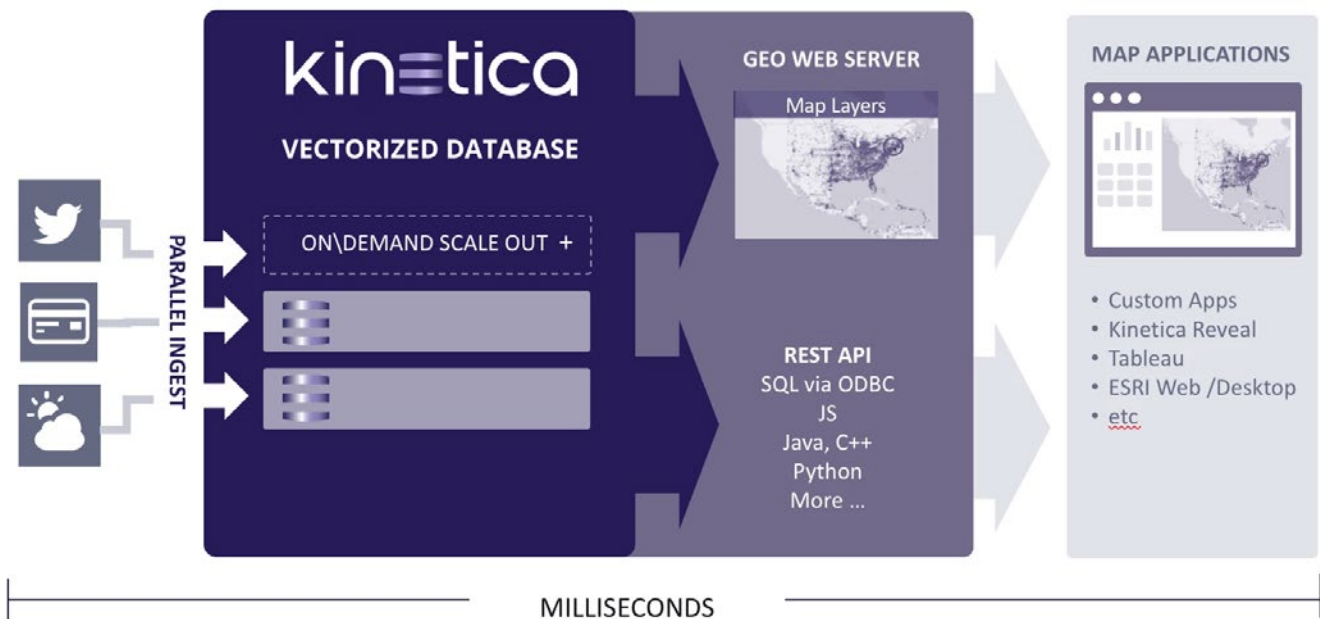 kinetica
VECTORIZED DATABASE
PARALLEL INGEST
ON\DEMAND SCALE OUT +
GEO WEB SERVER
Map Layers
REST API
SQL via ODBC
JS
Java, C++
Python
More ...
MAP APPLICATIONS
• Custom Apps
• Kinetica Reveal
• Tableau
• ESRI Web /Desktop
• etc
MILLISECONDS